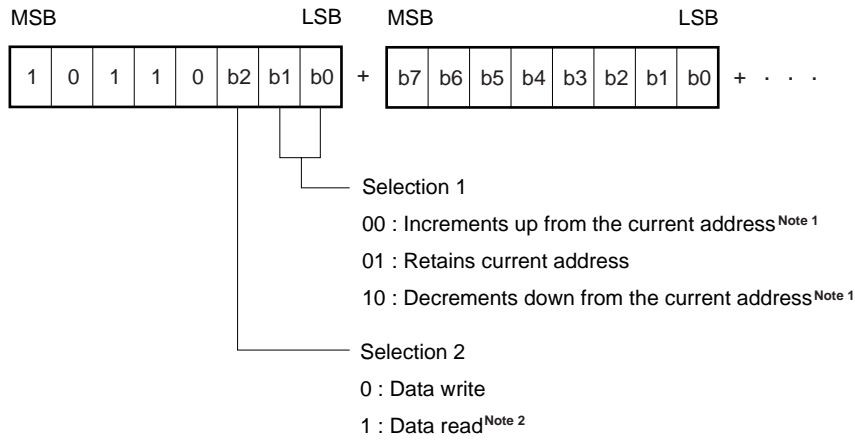 MSB LSB MSB LSB
1 0 1 1 0 b2 b1 b0 + b7 b6 b5 b4 b3 b2 b1 b0 + · · ·
Selection 1
00 : Increments up from the current address Note 1
01 : Retains current address
10 : Decrements down from the current address Note 1
Selection 2
0 : Data write
1 : Data read Note 2